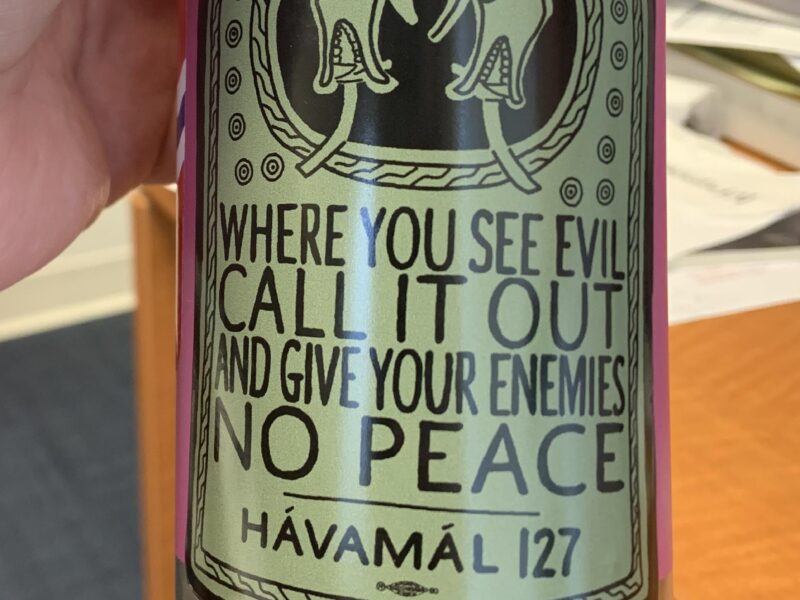 WHERE YOU SEE EVIL
CALL IT OUT
AND GIVE YOUR ENEMIES
NO PEACE
HÁVAMÁL 127